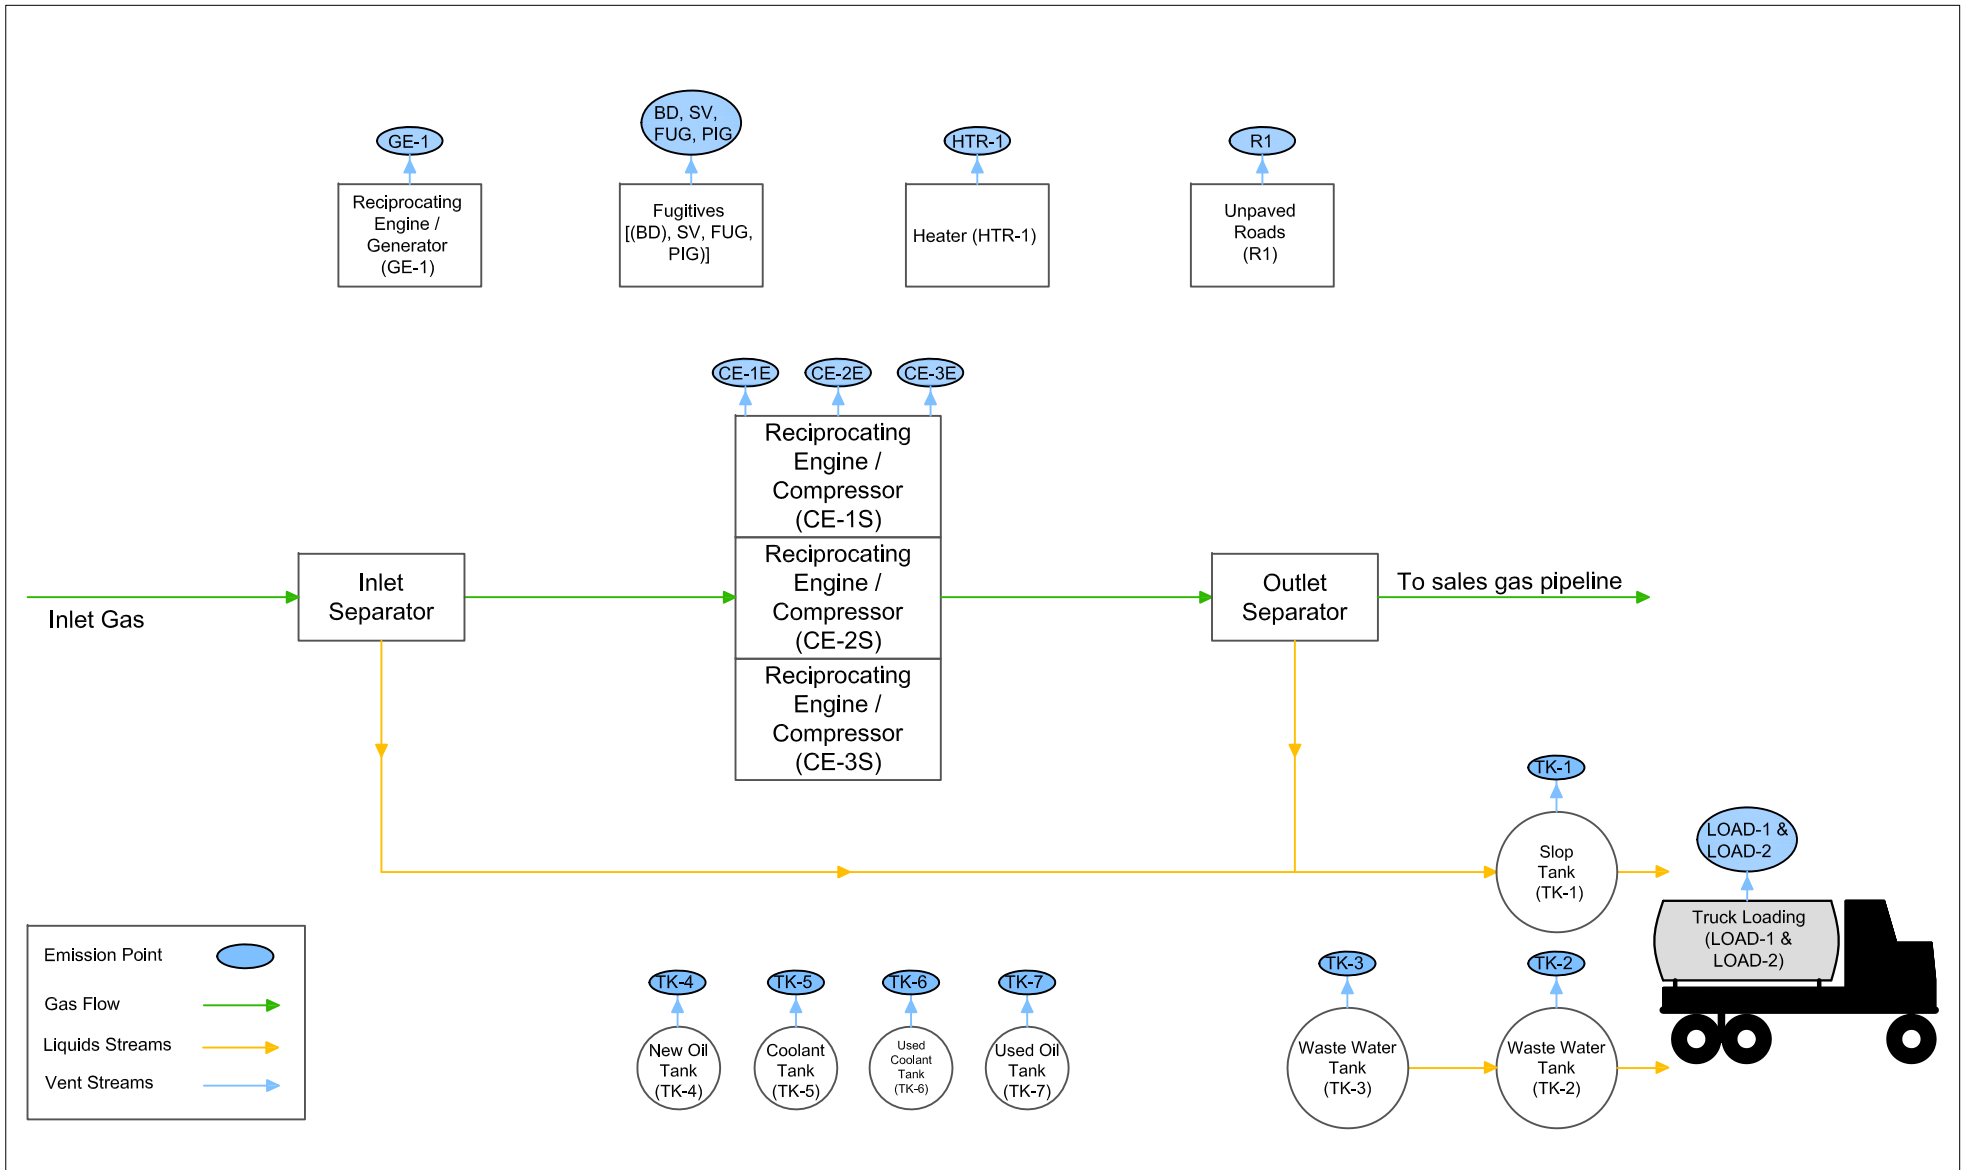 GE-1
BD, SV,
FUG, PIG
HTR-1
R1
Reciprocating
Engine /
Generator
(GE-1)
Fugitives
[(BD), SV, FUG,
PIG)]
Heater (HTR-1)
Unpaved
Roads
(R1)
CE-1E
CE-2E
CE-3E
Reciprocating
Engine /
Compressor
(CE-1S)
Reciprocating
Engine /
Compressor
(CE-2S)
Reciprocating
Engine /
Compressor
(CE-3S)
Inlet Gas
Inlet
Separator
Outlet
Separator
To sales gas pipeline
TK-1
Slop
Tank
(TK-1)
LOAD-1 &
LOAD-2
Truck Loading
(LOAD-1 &
LOAD-2)
Emission Point
Gas Flow
Liquids Streams
Vent Streams
TK-4
New Oil
Tank
(TK-4)
TK-5
Coolant
Tank
(TK-5)
TK-6
Used
Coolant
Tank
(TK-6)
TK-7
Used Oil
Tank
(TK-7)
TK-3
Waste Water
Tank
(TK-3)
TK-2
Waste Water
Tank
(TK-2)